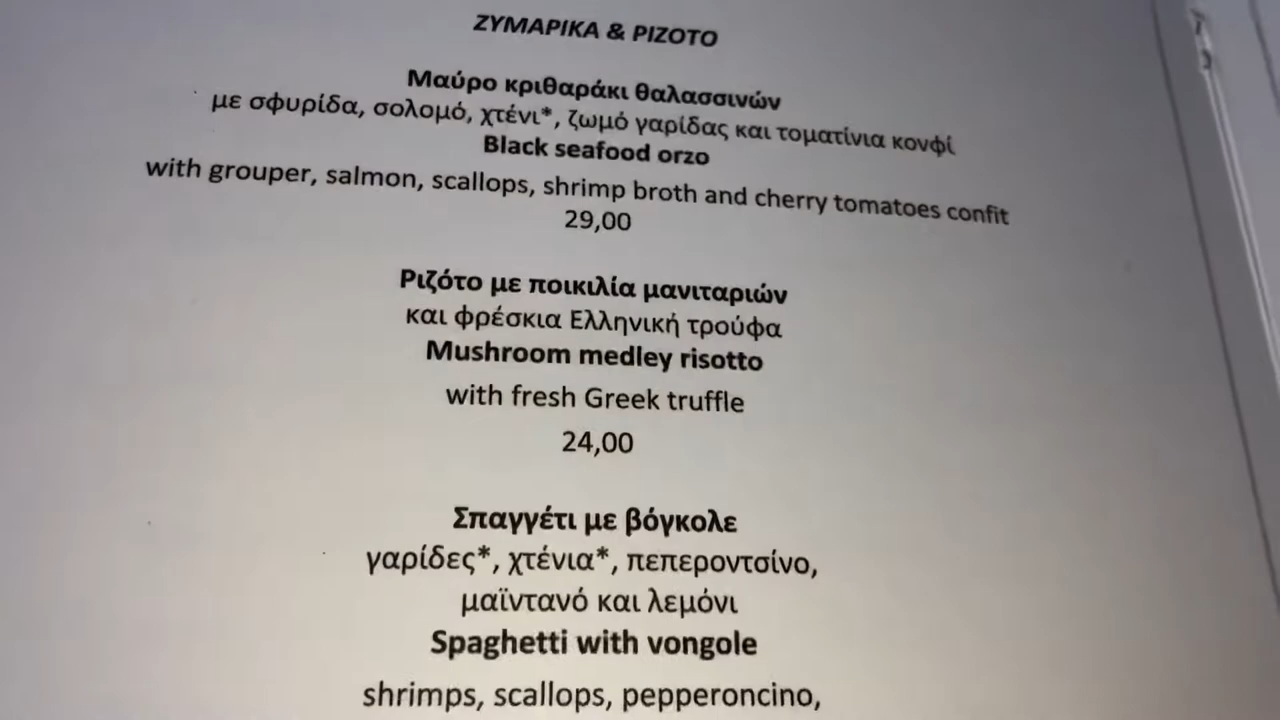 ΖΥΜΑΡΙΚΑ & ΡΙΖΟΤΟ
Μαύρο κριθαράκι θαλασσινών
με σφυρίδα, σολομό, χτένι*, ζωμό γαρίδας και τοματίνια κονφί
Black seafood orzo
with grouper, salmon, scallops, shrimp broth and cherry tomatoes confit
29,00
Ριζότο με ποικιλία μανιταριών
και φρέσκια Ελληνική τρούφα
Mushroom medley risotto
with fresh Greek truffle
24,00
Σπαγγέτι με βόγκολε
γαρίδες*, χτένια*, πεπεροντσίνο,
μαϊντανό και λεμόνι
Spaghetti with vongole
shrimps, scallops, pepperoncino,